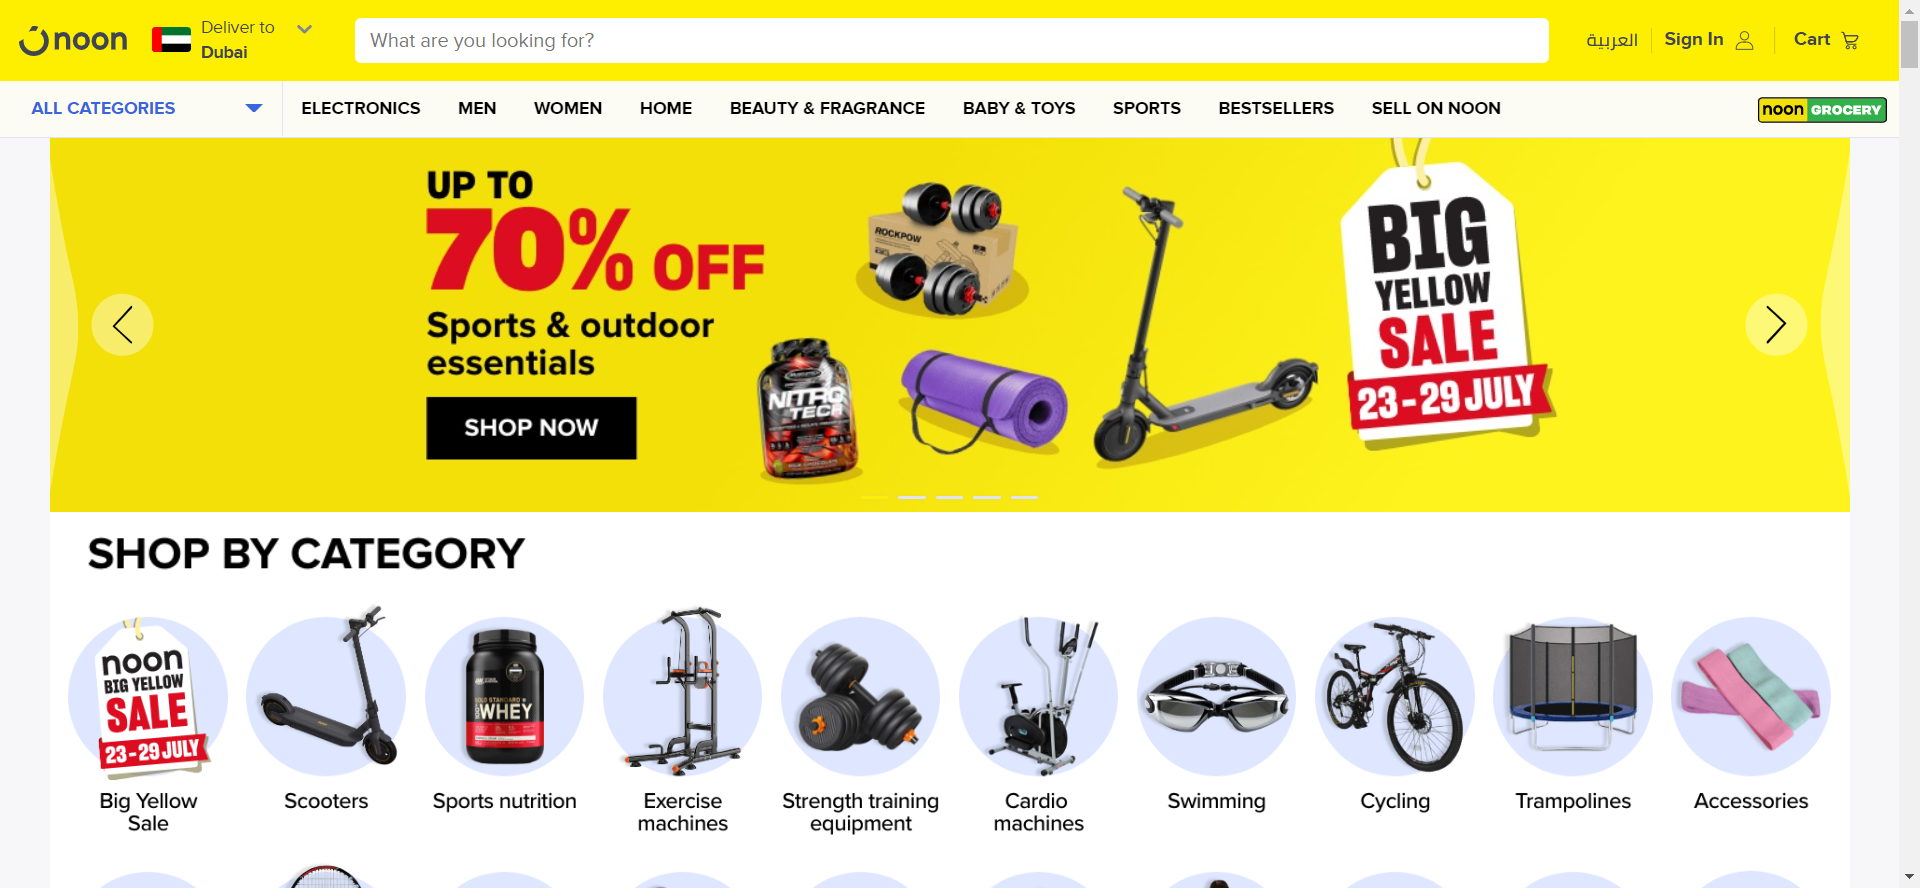 noon
Deliver to
Dubai
What are you looking for?
العربية
Sign In
Cart
ALL CATEGORIES
ELECTRONICS
MEN
WOMEN
HOME
BEAUTY & FRAGRANCE
BABY & TOYS
SPORTS
BESTSELLERS
SELL ON NOON
noon GROCERY
UP TO
70% OFF
Sports & outdoor
essentials
SHOP NOW
ROCKPOW
NITRO
TECH
BIG
YELLOW
SALE
23-29 JULY
SHOP BY CATEGORY
noon
BIG YELLOW
SALE
23-29 JULY
GOLD STANDARD
WHEY
Big Yellow
Sale
Scooters
Sports nutrition
Exercise
machines
Strength training
equipment
Cardio
machines
Swimming
Cycling
Trampolines
Accessories